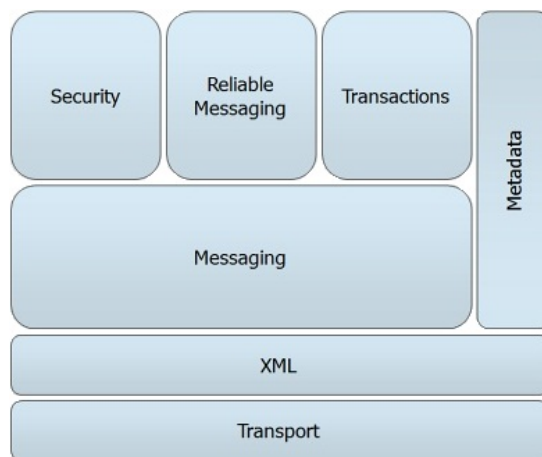 Security
Reliable
Messaging
Transactions
Metadata
Messaging
XML
Transport